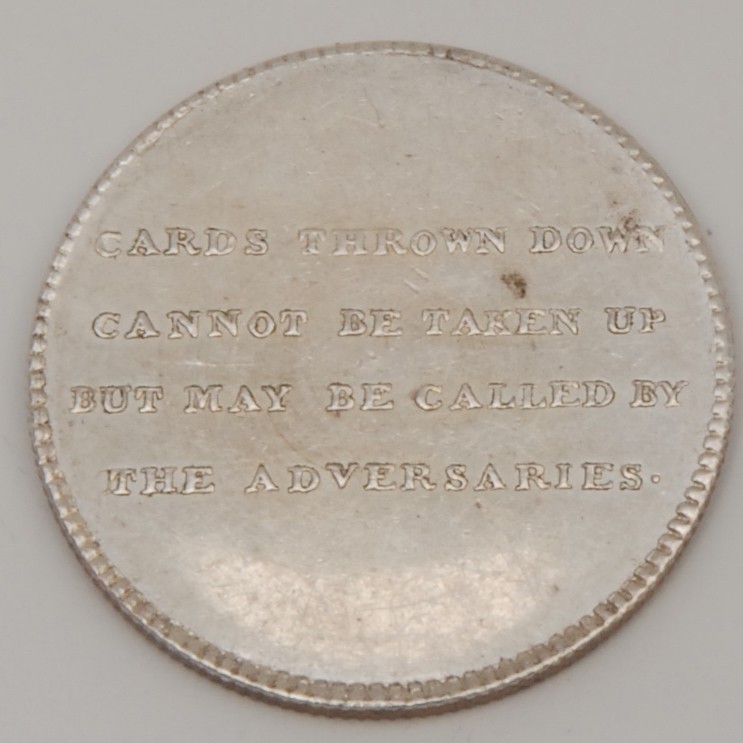 CARDS THROWN DOWN
CANNOT BE TAKEN UP
BUT MAY BE CALLED BY
THE ADVERSARIES.